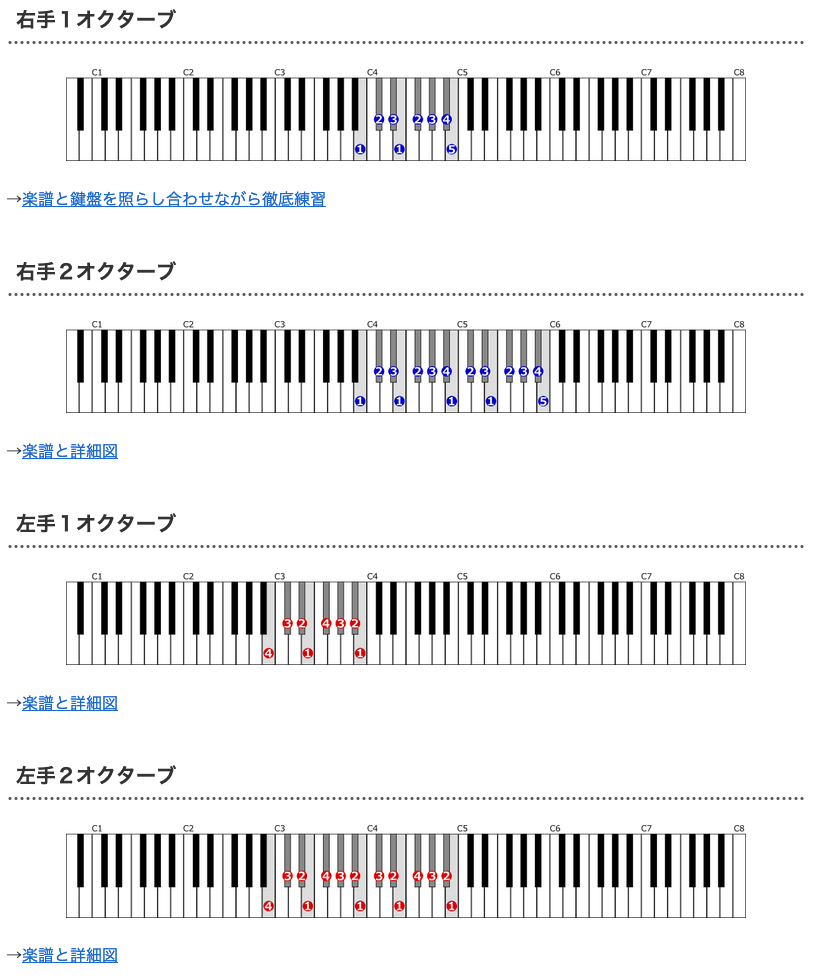 右手１オクターブ
C1 C2 C3 C4 C5 C6 C7 C8
2 3 2 3 4
1 1 5
→楽譜と鍵盤を照らし合わせながら徹底練習
右手２オクターブ
C1 C2 C3 C4 C5 C6 C7 C8
2 3 2 3 4 2 3 2 3 4
1 1 1 1 5
→楽譜と詳細図
左手１オクターブ
C1 C2 C3 C4 C5 C6 C7 C8
3 2 4 3 2
4 1 1
→楽譜と詳細図
左手２オクターブ
C1 C2 C3 C4 C5 C6 C7 C8
3 2 4 3 2 3 2 4 3 2
4 1 1 1 1
→楽譜と詳細図